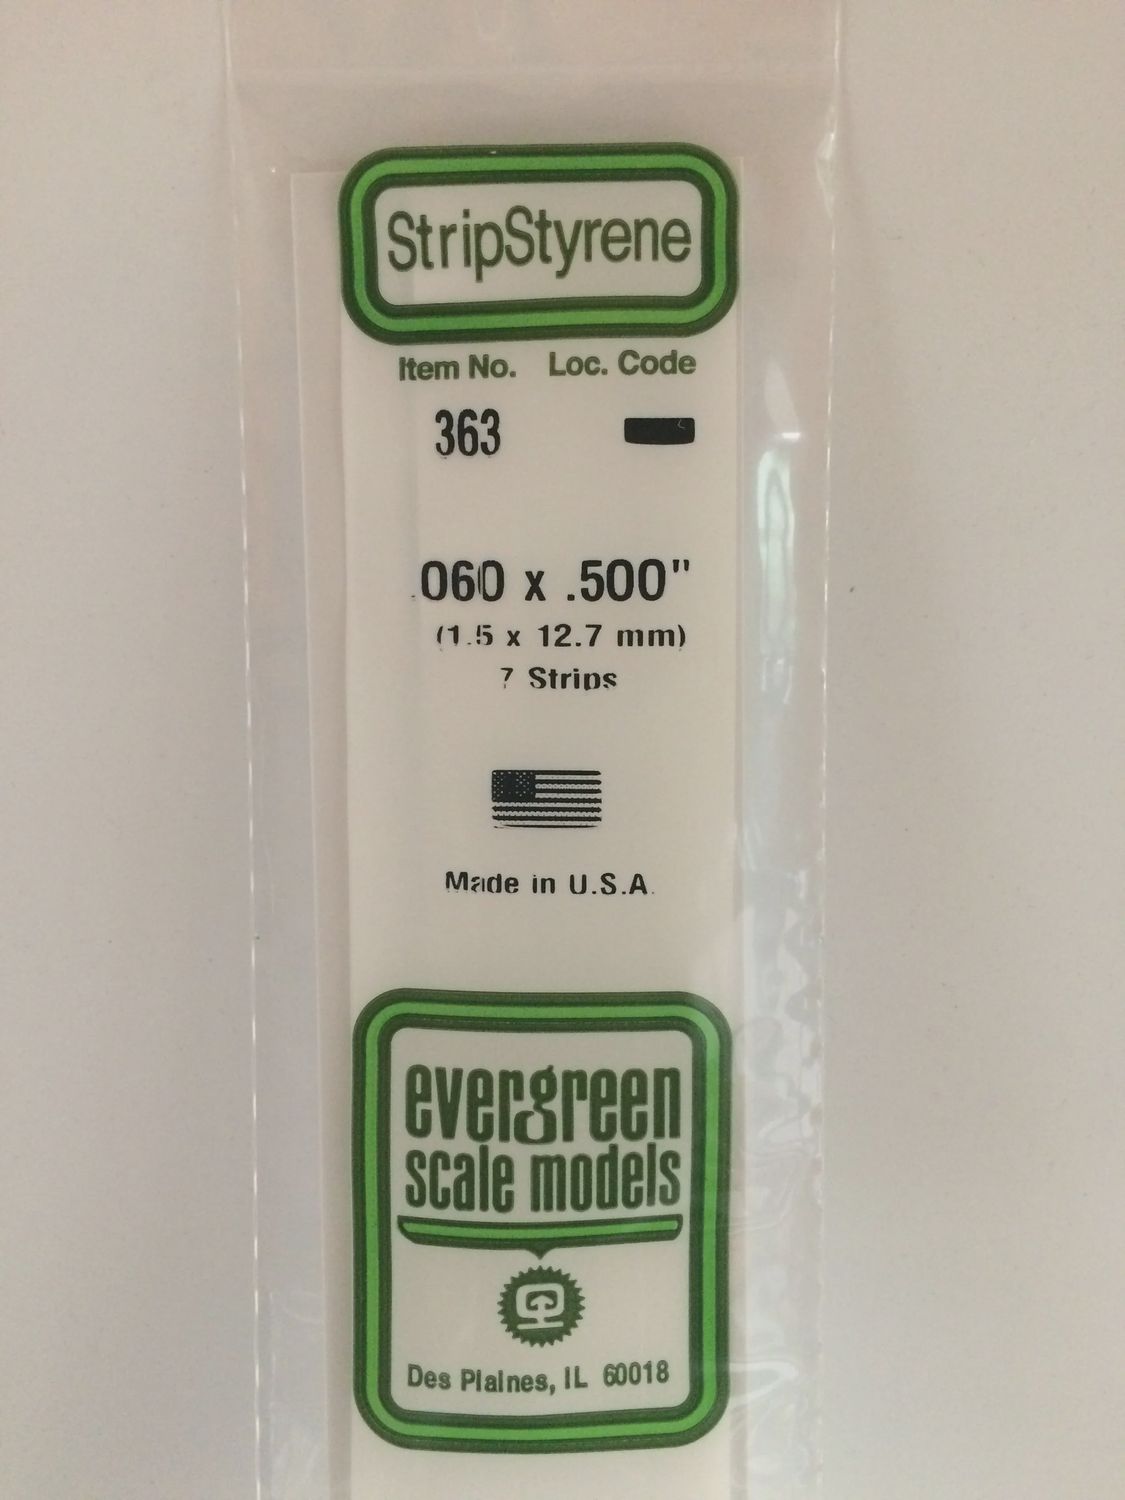 StripStyrene
Item No. Loc. Code
363
.060 x .500"
(1.5 x 12.7 mm)
7 Strips
Made in U.S.A.
evergreen
scale models
Des Plaines, IL 60018